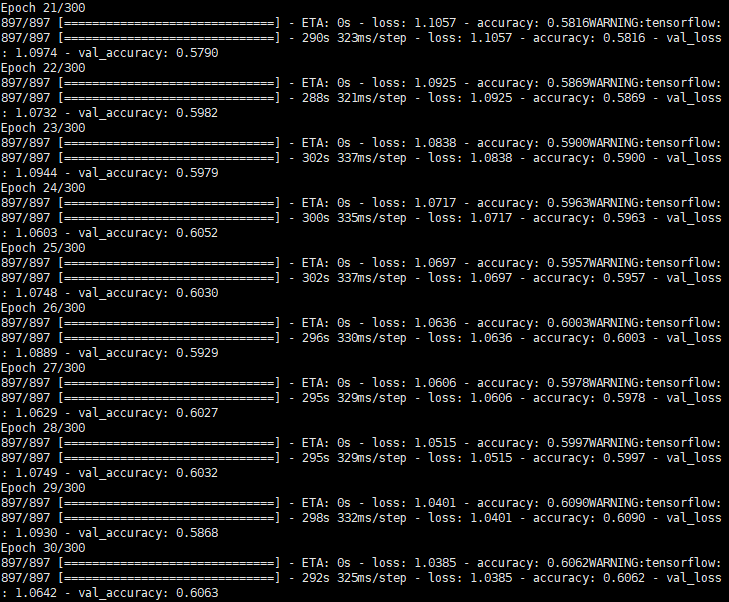 Epoch 21/300
897/897 [==============================] - ETA: 0s - loss: 1.1057 - accuracy: 0.5816WARNING:tensorflow:
897/897 [==============================] - 290s 323ms/step - loss: 1.1057 - accuracy: 0.5816 - val_loss
: 1.0974 - val_accuracy: 0.5790
Epoch 22/300
897/897 [==============================] - ETA: 0s - loss: 1.0925 - accuracy: 0.5869WARNING:tensorflow:
897/897 [==============================] - 288s 321ms/step - loss: 1.0925 - accuracy: 0.5869 - val_loss
: 1.0732 - val_accuracy: 0.5982
Epoch 23/300
897/897 [==============================] - ETA: 0s - loss: 1.0838 - accuracy: 0.5900WARNING:tensorflow:
897/897 [==============================] - 302s 337ms/step - loss: 1.0838 - accuracy: 0.5900 - val_loss
: 1.0944 - val_accuracy: 0.5979
Epoch 24/300
897/897 [==============================] - ETA: 0s - loss: 1.0717 - accuracy: 0.5963WARNING:tensorflow:
897/897 [==============================] - 300s 335ms/step - loss: 1.0717 - accuracy: 0.5963 - val_loss
: 1.0603 - val_accuracy: 0.6052
Epoch 25/300
897/897 [==============================] - ETA: 0s - loss: 1.0697 - accuracy: 0.5957WARNING:tensorflow:
897/897 [==============================] - 302s 337ms/step - loss: 1.0697 - accuracy: 0.5957 - val_loss
: 1.0748 - val_accuracy: 0.6030
Epoch 26/300
897/897 [==============================] - ETA: 0s - loss: 1.0636 - accuracy: 0.6003WARNING:tensorflow:
897/897 [==============================] - 296s 330ms/step - loss: 1.0636 - accuracy: 0.6003 - val_loss
: 1.0889 - val_accuracy: 0.5929
Epoch 27/300
897/897 [==============================] - ETA: 0s - loss: 1.0606 - accuracy: 0.5978WARNING:tensorflow:
897/897 [==============================] - 295s 329ms/step - loss: 1.0606 - accuracy: 0.5978 - val_loss
: 1.0629 - val_accuracy: 0.6027
Epoch 28/300
897/897 [==============================] - ETA: 0s - loss: 1.0515 - accuracy: 0.5997WARNING:tensorflow:
897/897 [==============================] - 295s 329ms/step - loss: 1.0515 - accuracy: 0.5997 - val_loss
: 1.0749 - val_accuracy: 0.6032
Epoch 29/300
897/897 [==============================] - ETA: 0s - loss: 1.0401 - accuracy: 0.6090WARNING:tensorflow:
897/897 [==============================] - 298s 332ms/step - loss: 1.0401 - accuracy: 0.6090 - val_loss
: 1.0930 - val_accuracy: 0.5868
Epoch 30/300
897/897 [==============================] - ETA: 0s - loss: 1.0385 - accuracy: 0.6062WARNING:tensorflow:
897/897 [==============================] - 292s 325ms/step - loss: 1.0385 - accuracy: 0.6062 - val_loss
: 1.0642 - val_accuracy: 0.6063